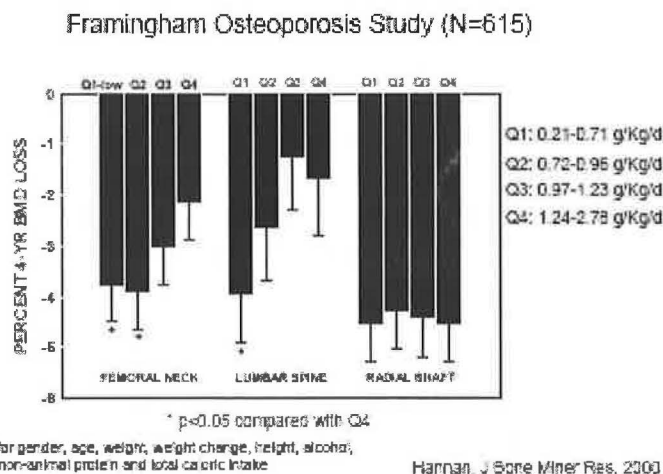 Framingham Osteoporosis Study (N=615)
Q1-low Q2 Q3 Q4 Q1 Q2 Q3 Q4 Q1 Q2 Q3 Q4
0
-1
-2
-3
-4
-5
-6
PERCENT 4-YR BMD LOSS
Q1: 0.21-0.71 g/Kg/d
Q2: 0.72-0.96 g/Kg/d
Q3: 0.97-1.23 g/Kg/d
Q4: 1.24-2.78 g/Kg/d
* * *
FEMORAL NECK LUMBAR SPINE RADIAL SHAFT
* p<0.05 compared with Q4
for gender, age, weight, weight change, height, alcohol,
non-animal protein and total caloric intake
Hannan, J Bone Miner Res, 2000